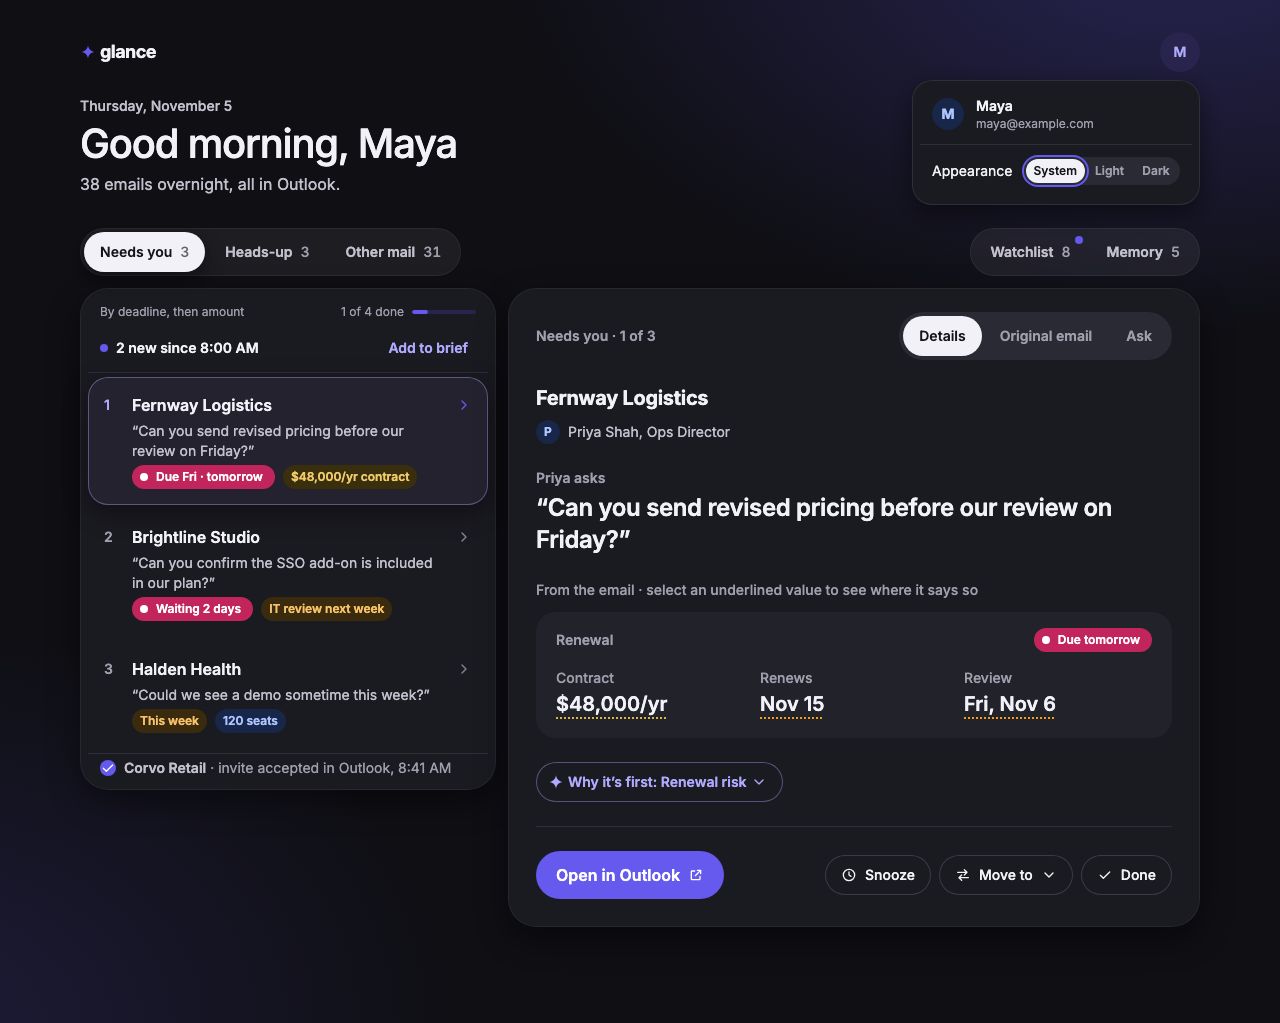 glance
M
Thursday, November 5
Good morning, Maya
38 emails overnight, all in Outlook.
M
Maya
maya@example.com
Appearance
System
Light
Dark
Needs you 3
Heads-up 3
Other mail 31
Watchlist 8
Memory 5
By deadline, then amount
1 of 4 done
2 new since 8:00 AM
Add to brief
1
Fernway Logistics
“Can you send revised pricing before our
review on Friday?”
Due Fri · tomorrow
$48,000/yr contract
2
Brightline Studio
“Can you confirm the SSO add-on is included
in our plan?”
Waiting 2 days
IT review next week
3
Halden Health
“Could we see a demo sometime this week?”
This week
120 seats
Corvo Retail · invite accepted in Outlook, 8:41 AM
Needs you · 1 of 3
Details
Original email
Ask
Fernway Logistics
P
Priya Shah, Ops Director
Priya asks
“Can you send revised pricing before our review on
Friday?”
From the email · select an underlined value to see where it says so
Renewal
Due tomorrow
Contract
$48,000/yr
Renews
Nov 15
Review
Fri, Nov 6
Why it’s first: Renewal risk
Open in Outlook
Snooze
Move to
Done